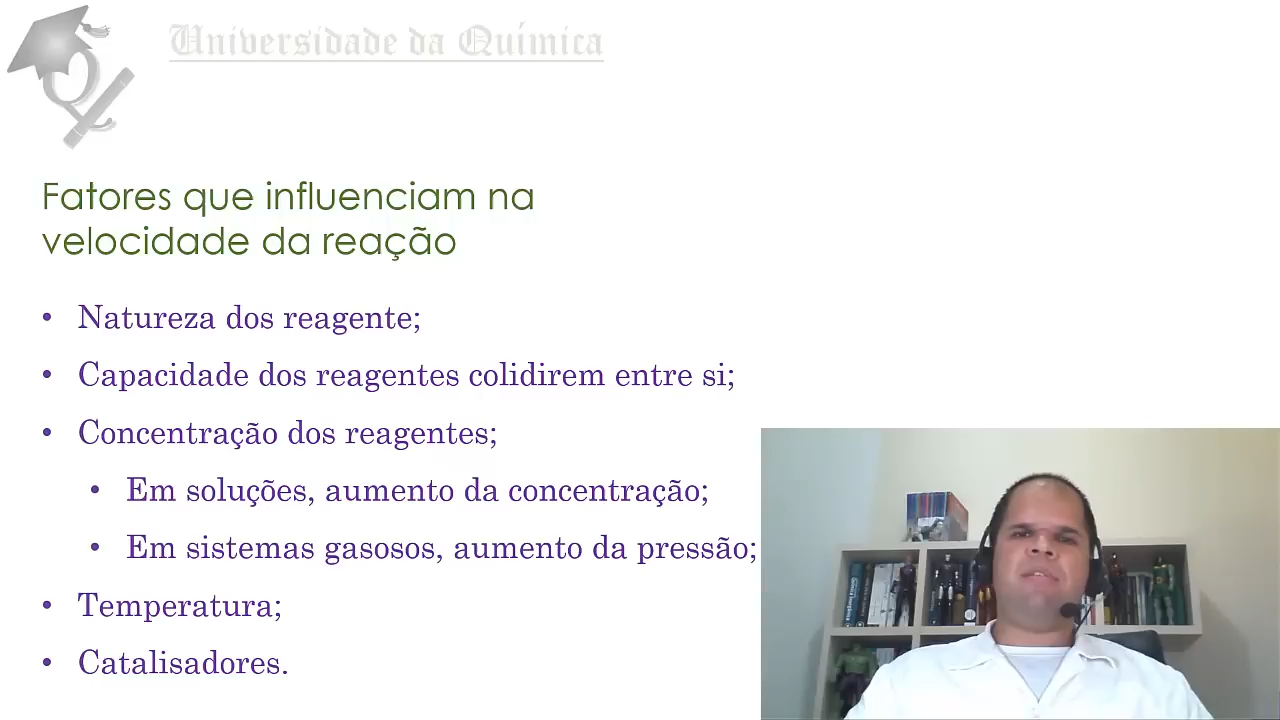 Universidade da Química
Fatores que influenciam na
velocidade da reação
• Natureza dos reagente;
• Capacidade dos reagentes colidirem entre si;
• Concentração dos reagentes;
• Em soluções, aumento da concentração;
• Em sistemas gasosos, aumento da pressão;
• Temperatura;
• Catalisadores.